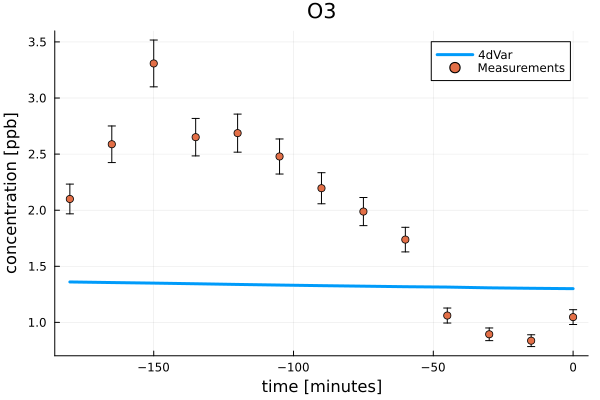 O3
4dVar
Measurements
concentration [ppb]
3.5
3.0
2.5
2.0
1.5
1.0
−150
−100
−50
0
time [minutes]